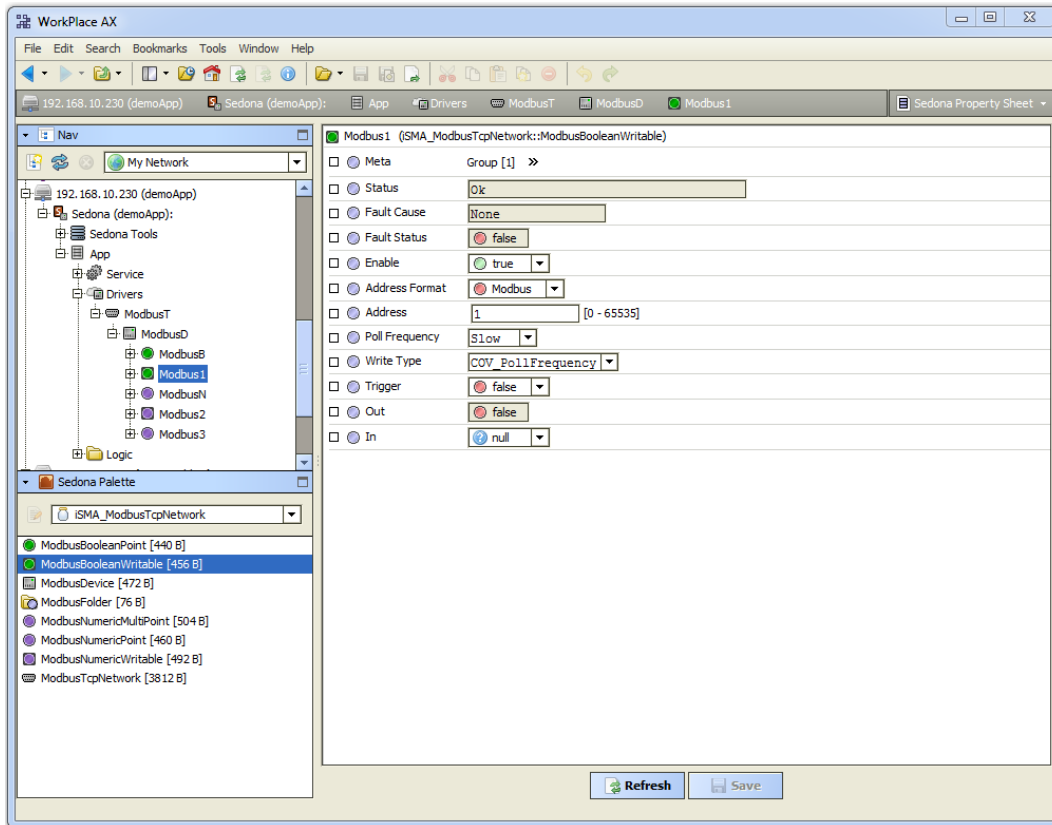 WorkPlace AX
File Edit Search Bookmarks Tools Window Help
192.168.10.230 (demoApp) Sedona (demoApp): App Drivers ModbusT ModbusD Modbus1 Sedona Property Sheet
Nav
My Network
192.168.10.230 (demoApp)
Sedona (demoApp):
Sedona Tools
App
Service
Drivers
ModbusT
ModbusD
ModbusB
Modbus1
ModbusN
Modbus2
Modbus3
Logic
Sedona Palette
iSMA_ModbusTcpNetwork
ModbusBooleanPoint [440 B]
ModbusBooleanWritable [456 B]
ModbusDevice [472 B]
ModbusFolder [76 B]
ModbusNumericMultiPoint [504 B]
ModbusNumericPoint [460 B]
ModbusNumericWritable [492 B]
ModbusTcpNetwork [3812 B]
Modbus1 (iSMA_ModbusTcpNetwork::ModbusBooleanWritable)
Meta Group [1] »
Status Ok
Fault Cause None
Fault Status false
Enable true
Address Format Modbus
Address 1 [0 - 65535]
Poll Frequency Slow
Write Type COV_PollFrequency
Trigger false
Out false
In null
Refresh Save